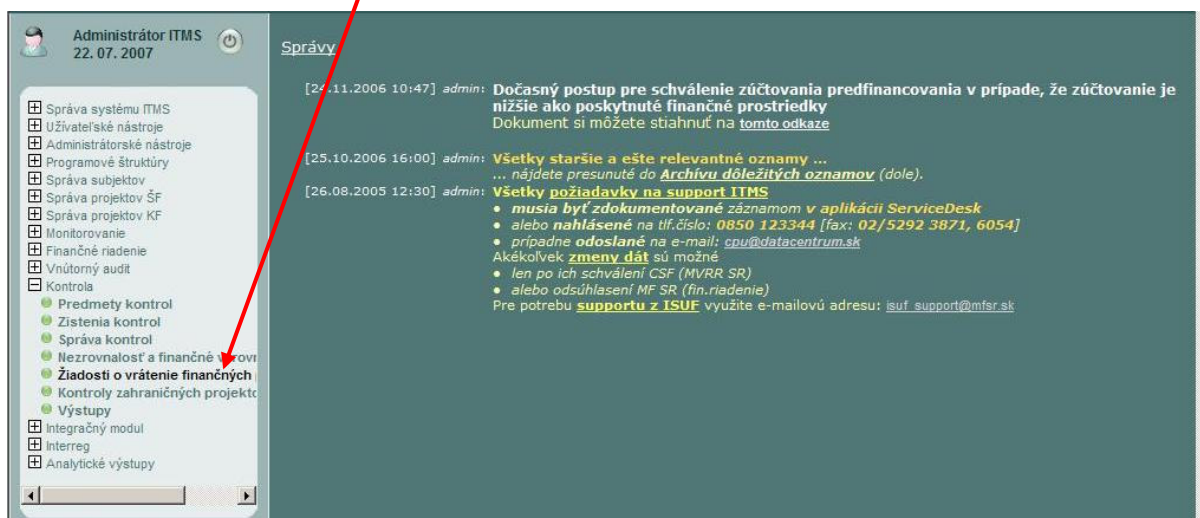 Administrátor ITMS
22. 07. 2007
Správa systému ITMS
Užívateľské nástroje
Administrátorské nástroje
Programové štruktúry
Správa subjektov
Správa projektov ŠF
Správa projektov KF
Monitorovanie
Finančné riadenie
Vnútorný audit
Kontrola
Predmety kontrol
Zistenia kontrol
Správa kontrol
Nezrovnalosť a finančné
Žiadosti o vrátenie finančných
Kontroly zahraničných projekto
Výstupy
Integračný modul
Interreg
Analytické výstupy
Správy
[24.11.2006 10:47] admin: Dočasný postup pre schválenie zúčtovania predfinancovania v prípade, že zúčtovanie je
nižšie ako poskytnuté finančné prostriedky
Dokument si môžete stiahnuť na tomto odkaze
[25.10.2006 16:00] admin: Všetky staršie a ešte relevantné oznamy ...
... nájdete presunuté do Archívu dôležitých oznamov (dole).
[26.08.2005 12:30] admin: Všetky požiadavky na support ITMS
• musia byť zdokumentované záznamom v aplikácii ServiceDesk
• alebo nahlásené na tlf.číslo: 0850 123344 [fax: 02/5292 3871, 6054]
• prípadne odoslané na e-mail: cpu@datacentrum.sk
Akékoľvek zmeny dát sú možné
• len po ich schválení CSF (MVRR SR)
• alebo odsúhlasení MF SR (fin.riadenie)
Pre potrebu supportu z ISUF využite e-mailovú adresu: isuf_support@mfsr.sk